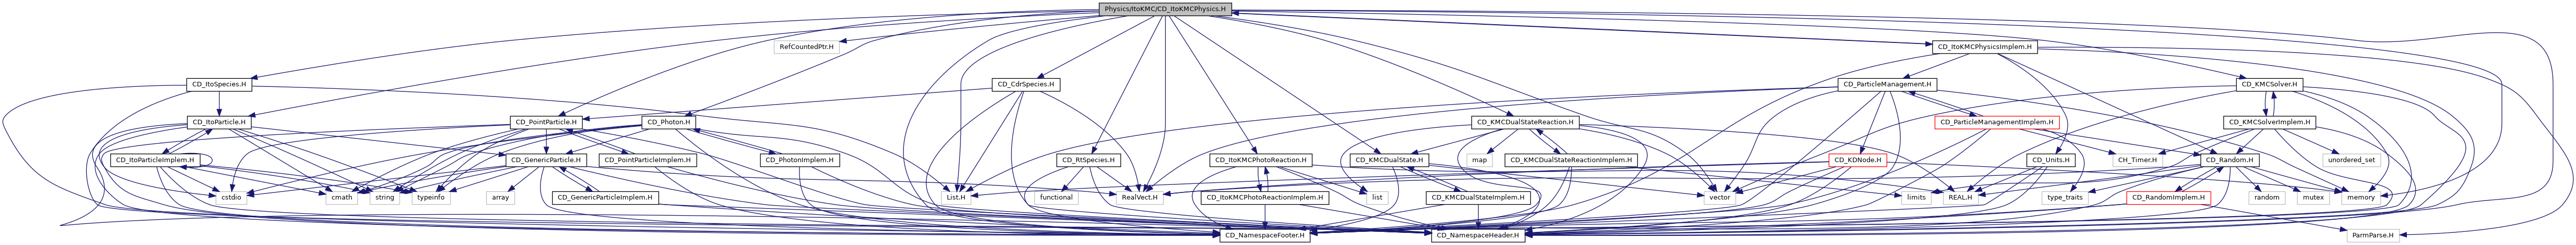 Physics/ItoKMC/CD_ItoKMCPhysics.H
RefCountedPtr.H
CD_ItoKMCPhysicsImplem.H
CD_ItoSpecies.H
CD_CdrSpecies.H
CD_ParticleManagement.H
CD_KMCSolver.H
CD_ItoParticle.H
CD_PointParticle.H
CD_Photon.H
CD_KMCDualStateReaction.H
CD_ParticleManagementImplem.H
CD_KMCSolverImplem.H
CD_ItoParticleImplem.H
CD_GenericParticle.H
CD_PointParticleImplem.H
CD_PhotonImplem.H
CD_RtSpecies.H
CD_ItoKMCPhotoReaction.H
CD_KMCDualState.H
map
CD_KMCDualStateReactionImplem.H
CD_KDNode.H
CD_Units.H
CH_Timer.H
CD_Random.H
unordered_set
cstdio
cmath
string
typeinfo
array
CD_GenericParticleImplem.H
List.H
functional
RealVect.H
CD_ItoKMCPhotoReactionImplem.H
list
CD_KMCDualStateImplem.H
vector
limits
REAL.H
type_traits
CD_RandomImplem.H
random
mutex
memory
CD_NamespaceFooter.H
CD_NamespaceHeader.H
ParmParse.H